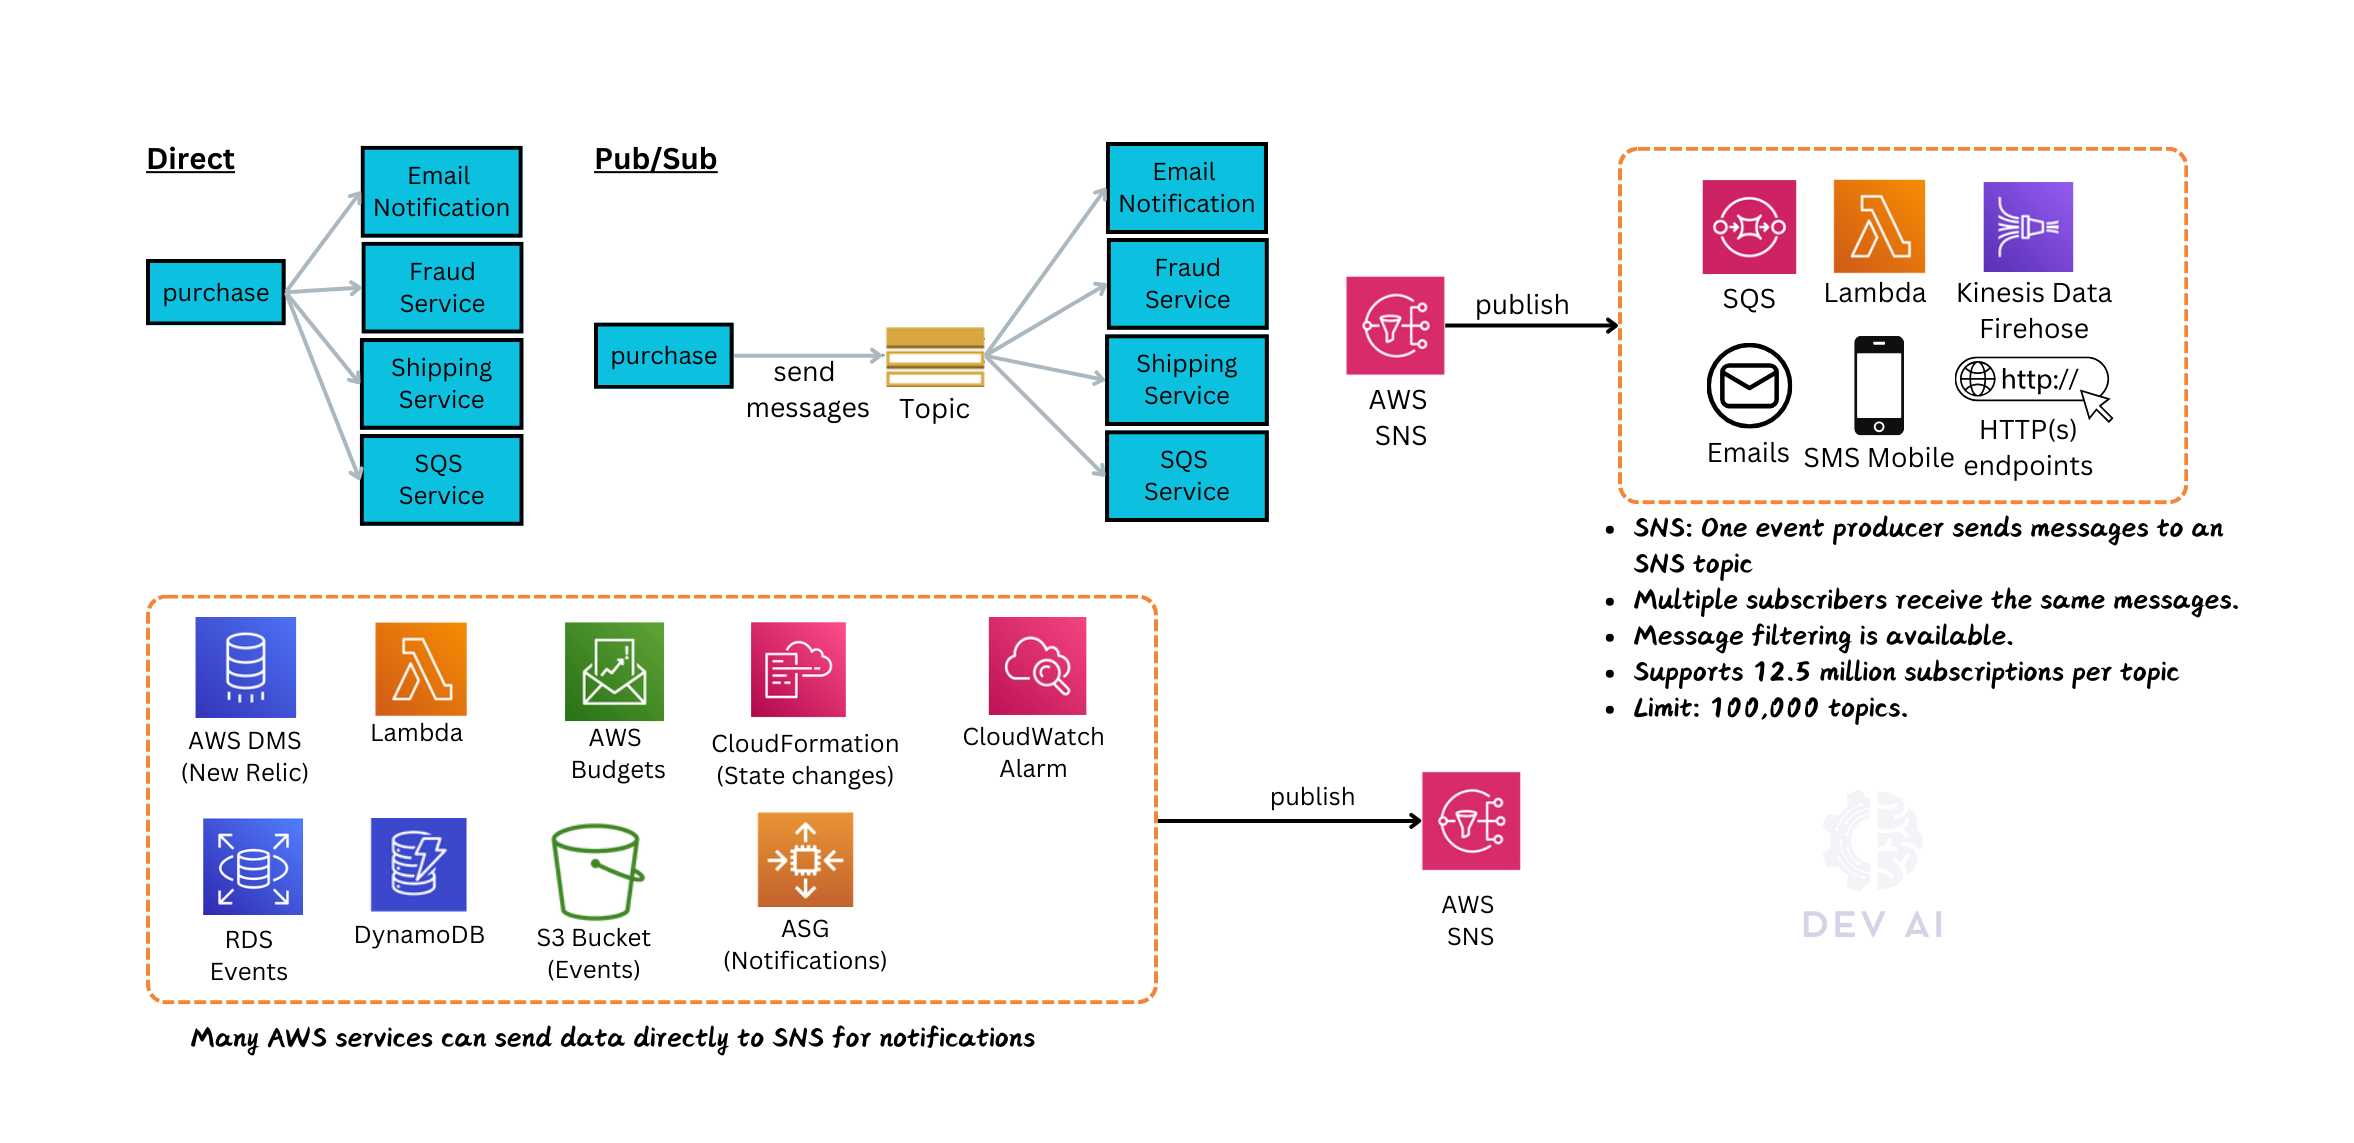 Direct
purchase
Email
Notification
Fraud
Service
Shipping
Service
SQS
Service
Pub/Sub
purchase
send
messages
Topic
Email
Notification
Fraud
Service
Shipping
Service
SQS
Service
AWS
SNS
publish
SQS
Lambda
Kinesis Data
Firehose
Emails
SMS Mobile
http://
HTTP(s)
endpoints
• SNS: One event producer sends messages to an
SNS topic
• Multiple subscribers receive the same messages.
• Message filtering is available.
• Supports 12.5 million subscriptions per topic
• Limit: 100,000 topics.
AWS DMS
(New Relic)
Lambda
AWS
Budgets
CloudFormation
(State changes)
CloudWatch
Alarm
RDS
Events
DynamoDB
S3 Bucket
(Events)
ASG
(Notifications)
publish
AWS
SNS
DEV AI
Many AWS services can send data directly to SNS for notifications